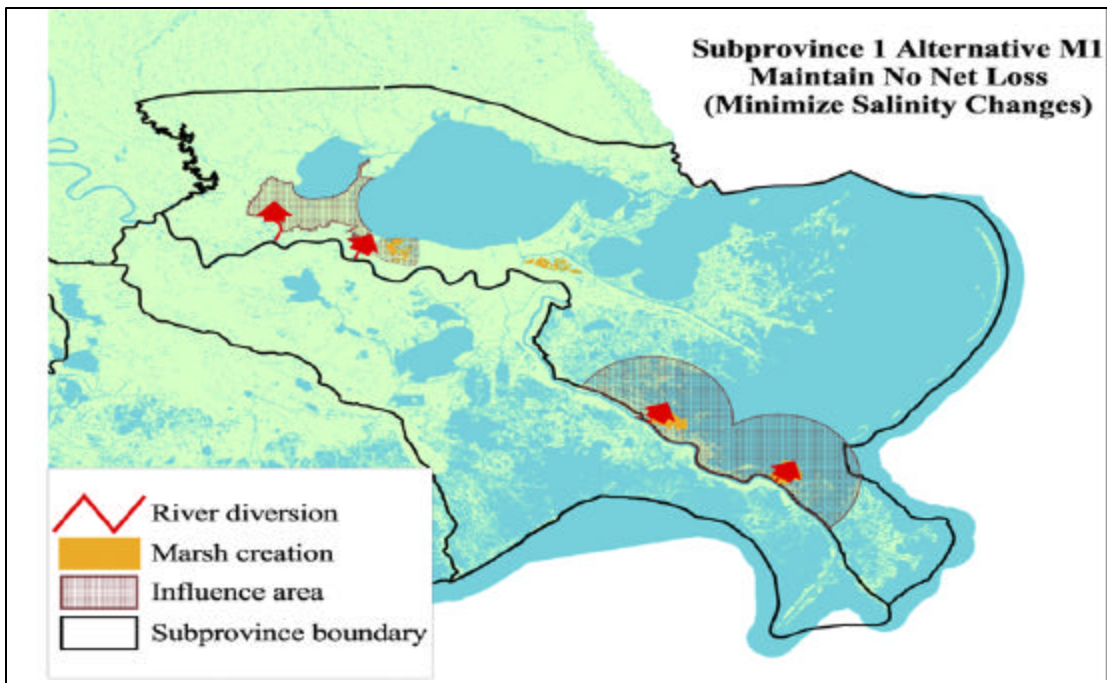 Subprovince 1 Alternative M1
Maintain No Net Loss
(Minimize Salinity Changes)
River diversion
Marsh creation
Influence area
Subprovince boundary